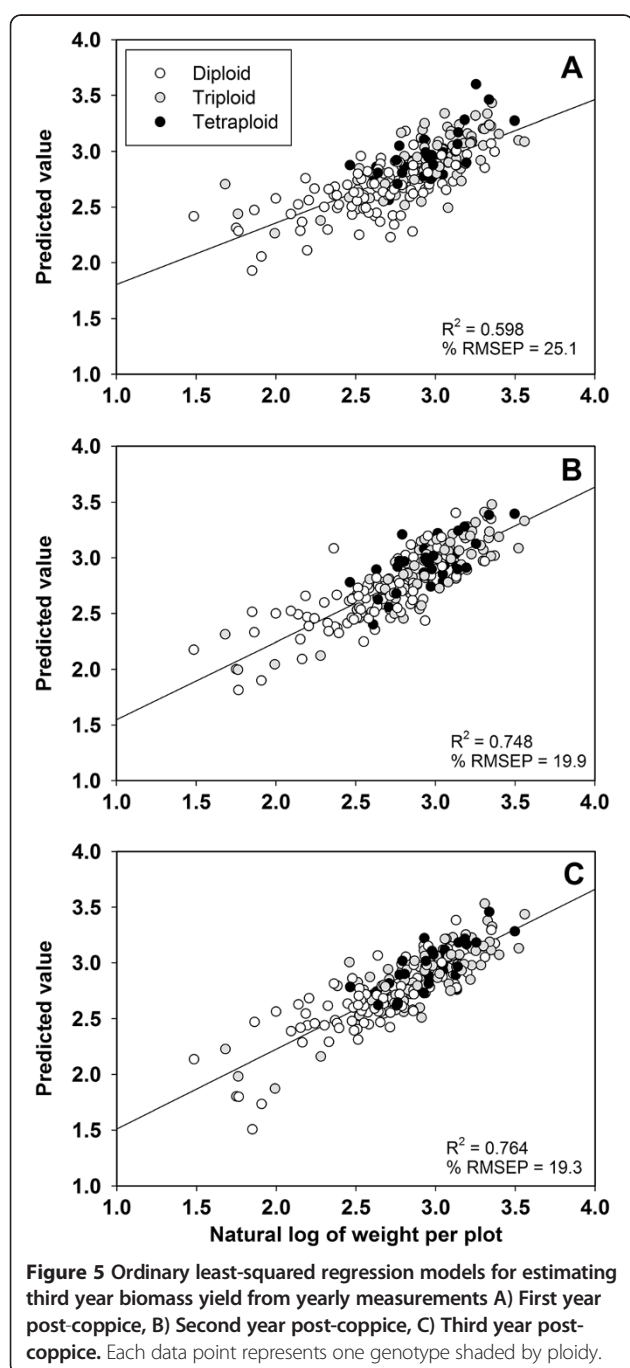 A
Diploid
Triploid
Tetraploid
4.0
3.5
3.0
2.5
2.0
1.5
1.0
Predicted value
R² = 0.598
% RMSEP = 25.1
1.0 1.5 2.0 2.5 3.0 3.5 4.0
B
4.0
3.5
3.0
2.5
2.0
1.5
1.0
Predicted value
R² = 0.748
% RMSEP = 19.9
1.0 1.5 2.0 2.5 3.0 3.5 4.0
C
4.0
3.5
3.0
2.5
2.0
1.5
1.0
Predicted value
R² = 0.764
% RMSEP = 19.3
1.0 1.5 2.0 2.5 3.0 3.5 4.0
Natural log of weight per plot
Figure 5 Ordinary least-squared regression models for estimating
third year biomass yield from yearly measurements A) First year
post-coppice, B) Second year post-coppice, C) Third year post-
coppice. Each data point represents one genotype shaded by ploidy.